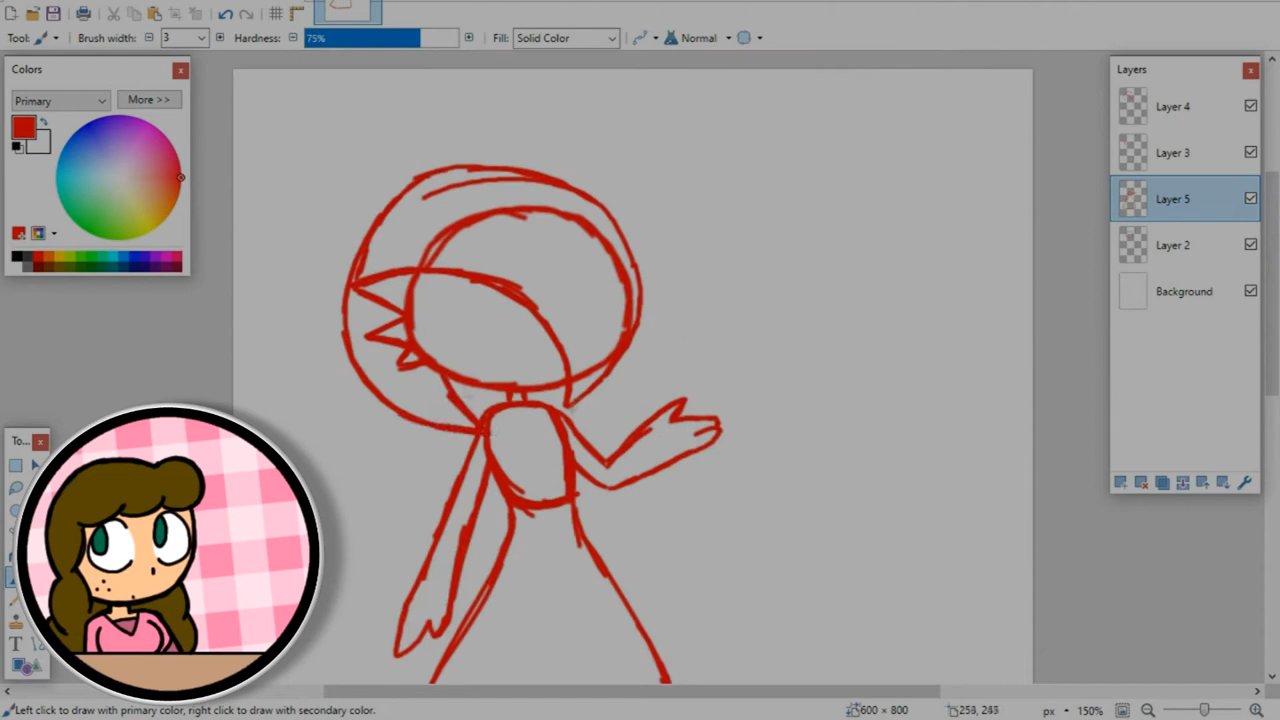 Tool:
Brush width:
3
Hardness:
75%
Fill:
Solid Color
Normal
Colors
Primary
More >>
Layers
Layer 4
Layer 3
Layer 5
Layer 2
Background
To...
T
Left click to draw with primary color, right click to draw with secondary color.
600 × 800
px
150%